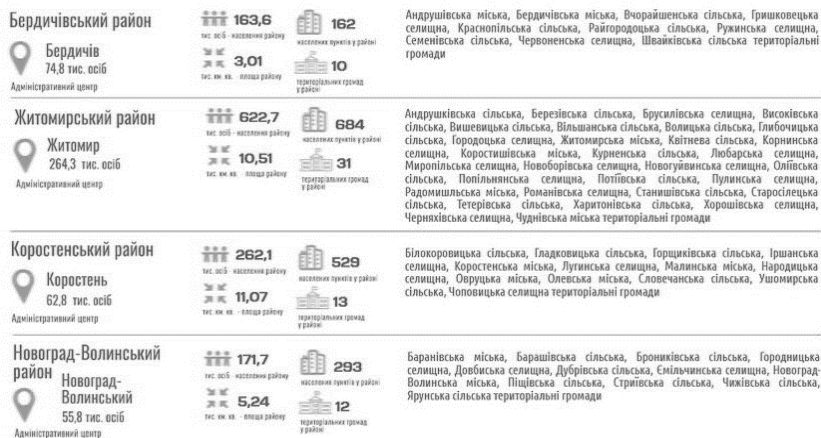 Бердичівський район
Бердичів
74,8 тис. осіб
Адміністративний центр
163,6
тис. осіб - населення району
3,01
тис. км. кв. - площа району
162
населених пунктів у районі
10
територіальних громад
у районі
Андрушівська міська, Бердичівська міська, Вчорайшенська сільська, Гришковецька
селищна, Краснопільська сільська, Райгородоцька сільська, Ружинська селищна,
Семенівська сільська, Червоненська селищна, Швайківська сільська територіальні
громади
Житомирський район
Житомир
264,3 тис. осіб
Адміністративний центр
622,7
тис. осіб - населення району
10,51
тис. км. кв. - площа району
684
населених пунктів у районі
31
територіальних громад
у районі
Андрушківська сільська, Березівська сільська, Брусилівська селищна, Високівська
сільська, Вишевицька сільська, Вільшанська сільська, Волицька сільська, Глибочицька
сільська, Городоцька селищна, Житомирська міська, Квітнева сільська, Корнинська
селищна, Коростишівська міська, Курненська сільська, Любарська селищна,
Миропільська селищна, Новоборівська селищна, Новогуйвинська селищна, Оліївська
сільська, Попільнянська селищна, Потіївська сільська, Пулинська селищна,
Радомишльська міська, Романівська селищна, Станишівська сільська, Старосілецька
сільська, Тетерівська сільська, Харитонівська сільська, Хорошівська селищна,
Черняхівська селищна, Чуднівська міська територіальні громади
Коростенський район
Коростень
62,8 тис. осіб
Адміністративний центр
262,1
тис. осіб - населення району
11,07
тис. км. кв. - площа району
529
населених пунктів у районі
13
територіальних громад
у районі
Білокоровицька сільська, Гладковицька сільська, Горщиківська сільська, Іршанська
селищна, Коростенська міська, Лугинська селищна, Малинська міська, Народицька
селищна, Овруцька міська, Олевська міська, Словечанська сільська, Ушомирська
сільська, Чоповицька селищна територіальні громади
Новоград-Волинський
район
Новоград-
Волинський
55,8 тис. осіб
Адміністративний центр
171,7
тис. осіб - населення району
5,24
тис. км. кв. - площа району
293
населених пунктів у районі
12
територіальних громад
у районі
Баранівська міська, Барашівська сільська, Брониківська сільська, Городницька
селищна, Довбиська селищна, Дубрівська сільська, Ємільчинська селищна, Новоград-
Волинська міська, Піщівська сільська, Стриївська сільська, Чижівська сільська,
Ярунська сільська територіальні громади